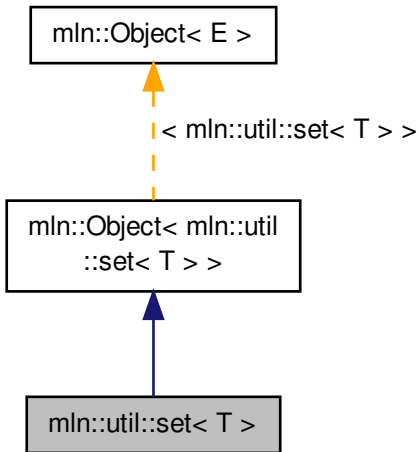 mln::Object< E >
< mln::util::set< T > >
mln::Object< mln::util
::set< T > >
mln::util::set< T >